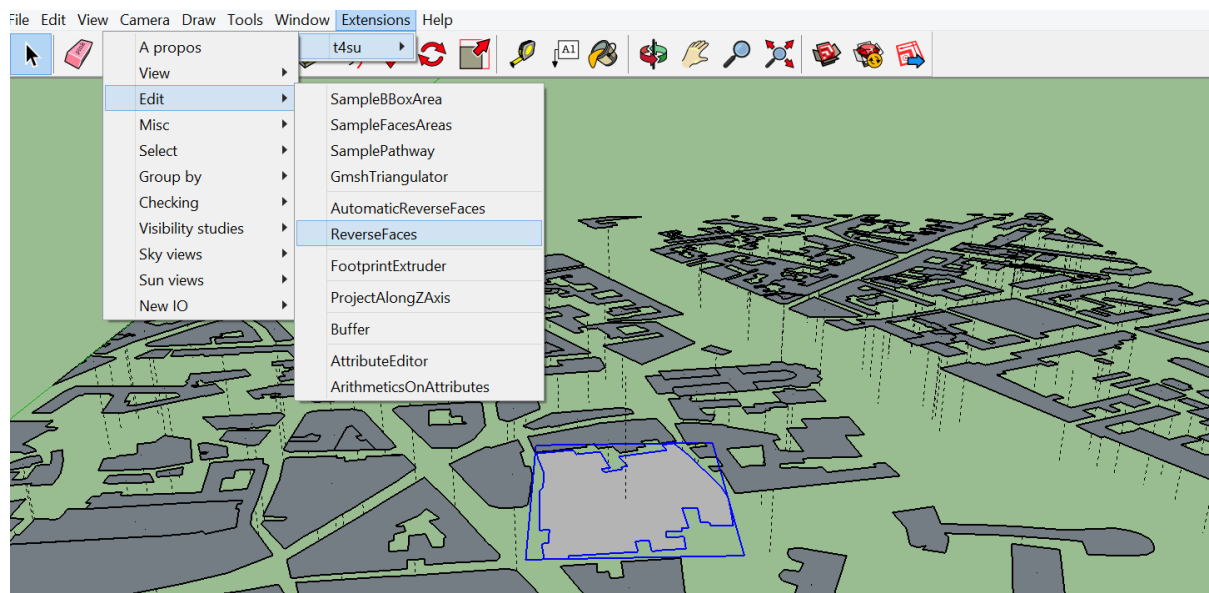 File Edit View Camera Draw Tools Window Extensions Help
A propos
View
Edit
Misc
Select
Group by
Checking
Visibility studies
Sky views
Sun views
New IO
t4su
A1
SampleBBoxArea
SampleFacesAreas
SamplePathway
GmshTriangulator
AutomaticReverseFaces
ReverseFaces
FootprintExtruder
ProjectAlongZAxis
Buffer
AttributeEditor
ArithmeticsOnAttributes